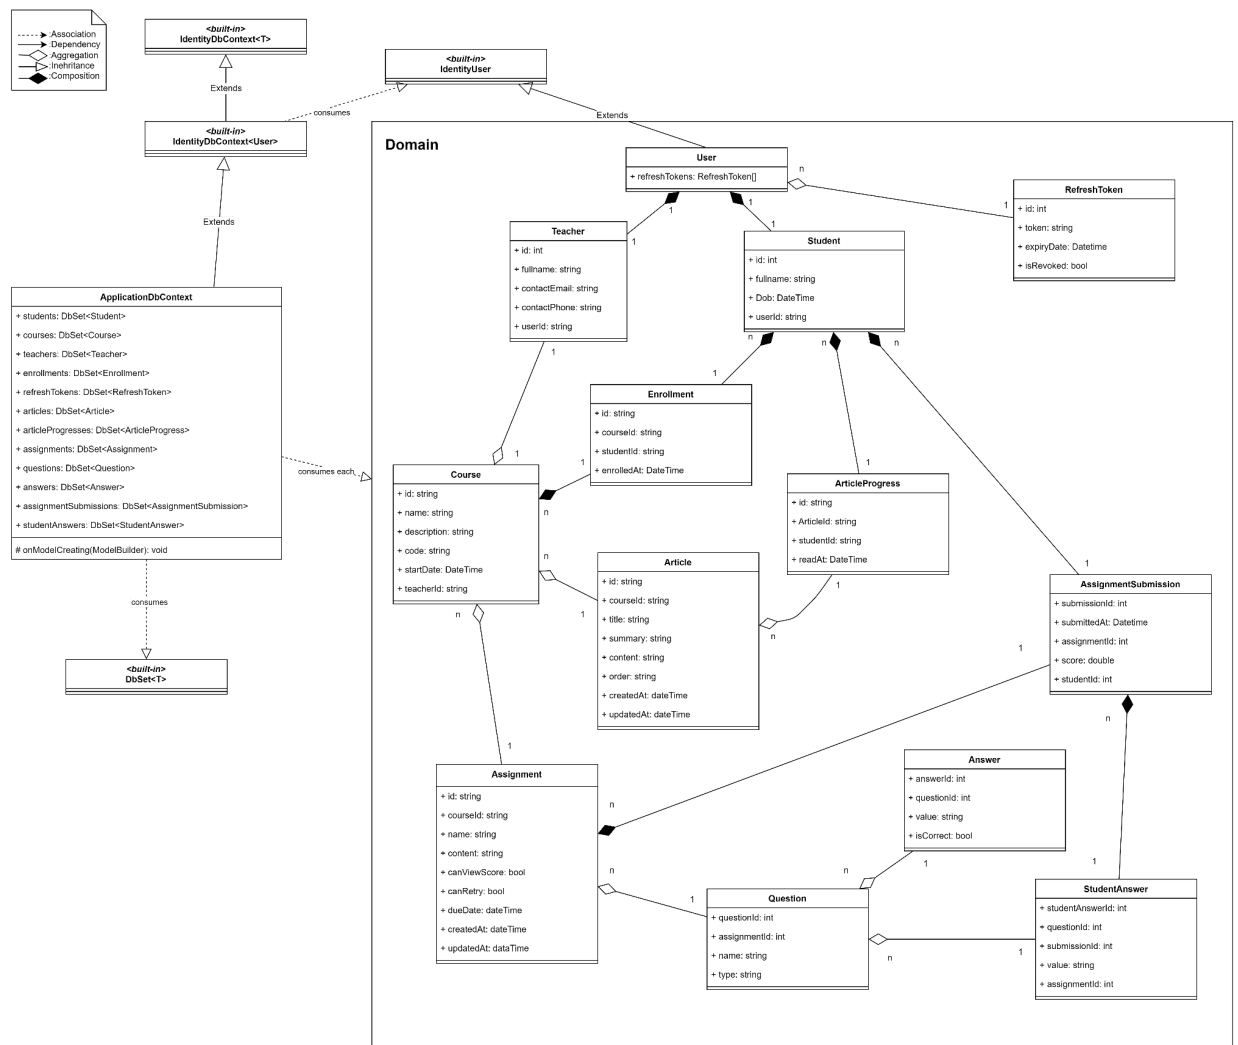 :Association
:Dependency
:Aggregation
:Inehritance
:Composition
<built-in>
IdentityDbContext<T>
Extends
<built-in>
IdentityUser
consumes
<built-in>
IdentityDbContext<User>
Extends
Extends
Domain
User
+ refreshTokens: RefreshToken[]
n
1
1
1
1
1
RefreshToken
+ id: int
+ token: string
+ expiryDate: Datetime
+ isRevoked: bool
Teacher
+ id: int
+ fullname: string
+ contactEmail: string
+ contactPhone: string
+ userId: string
1
1
Student
+ id: int
+ fullname: string
+ Dob: DateTime
+ userId: string
n
n
n
1
1
1
ApplicationDbContext
+ students: DbSet<Student>
+ courses: DbSet<Course>
+ teachers: DbSet<Teacher>
+ enrollments: DbSet<Enrollment>
+ refreshTokens: DbSet<RefreshToken>
+ articles: DbSet<Article>
+ articleProgresses: DbSet<ArticleProgress>
+ assignments: DbSet<Assignment>
+ questions: DbSet<Question>
+ answers: DbSet<Answer>
+ assignmentSubmissions: DbSet<AssignmentSubmission>
+ studentAnswers: DbSet<StudentAnswer>
# onModelCreating(ModelBuilder): void
consumes each
consumes
<built-in>
DbSet<T>
Enrollment
+ id: string
+ courseId: string
+ studentId: string
+ enrolledAt: DateTime
1
n
Course
+ id: string
+ name: string
+ description: string
+ code: string
+ startDate: DateTime
+ teacherId: string
n
1
n
1
ArticleProgress
+ id: string
+ ArticleId: string
+ studentId: string
+ readAt: DateTime
1
n
Article
+ id: string
+ courseId: string
+ title: string
+ summary: string
+ content: string
+ order: string
+ createdAt: dateTime
+ updatedAt: dateTime
AssignmentSubmission
+ submissionId: int
+ submittedAt: Datetime
+ assignmentId: int
+ score: double
+ studentId: int
1
n
n
1
Assignment
+ id: string
+ courseId: string
+ name: string
+ content: string
+ canViewScore: bool
+ canRetry: bool
+ dueDate: dateTime
+ createdAt: dateTime
+ updatedAt: dataTime
n
1
Answer
+ answerId: int
+ questionId: int
+ value: string
+ isCorrect: bool
n
1
Question
+ questionId: int
+ assignmentId: int
+ name: string
+ type: string
n
1
StudentAnswer
+ studentAnswerId: int
+ questionId: int
+ submissionId: int
+ value: string
+ assignmentId: int